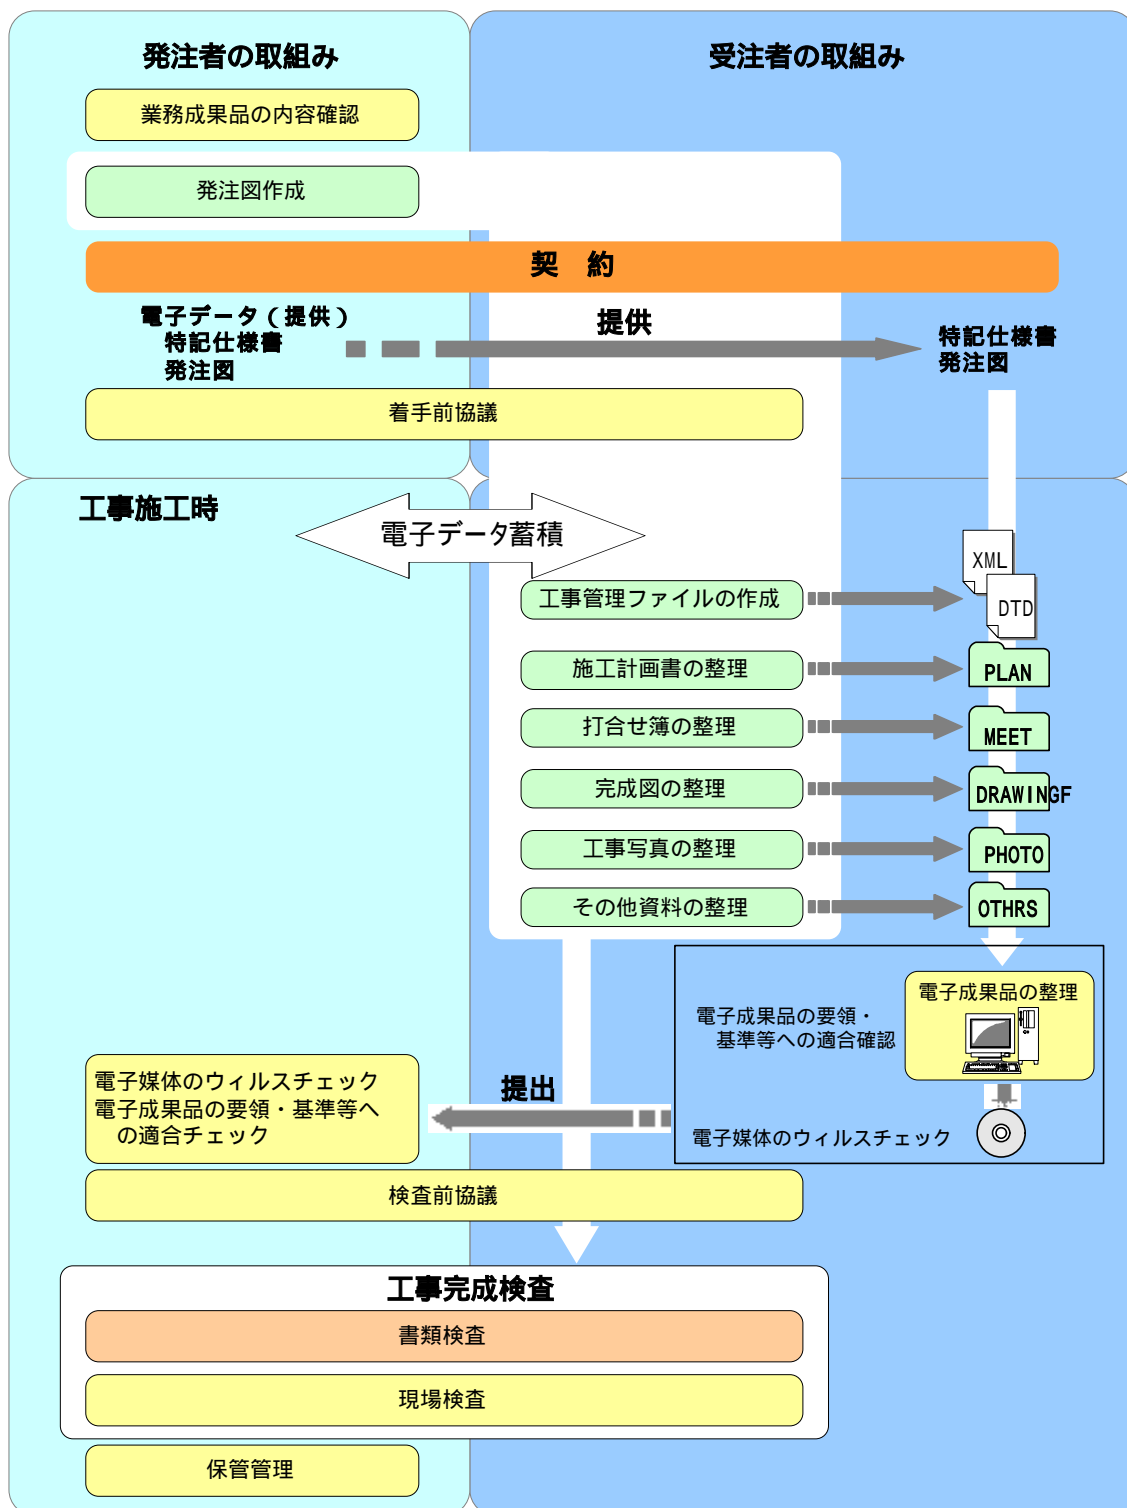 発注者の取組み
受注者の取組み
業務成果品の内容確認
発注図作成
契　約
電子データ（提供）
特記仕様書
発注図
提供
特記仕様書
発注図
着手前協議
工事施工時
電子データ蓄積
工事管理ファイルの作成
XML
DTD
施工計画書の整理
PLAN
打合せ簿の整理
MEET
完成図の整理
DRAWINGF
工事写真の整理
PHOTO
その他資料の整理
OTHRS
電子成果品の整理
電子成果品の要領・
基準等への適合確認
電子媒体のウィルスチェック
提出
電子媒体のウィルスチェック
電子成果品の要領・基準等へ
の適合チェック
検査前協議
工事完成検査
書類検査
現場検査
保管管理